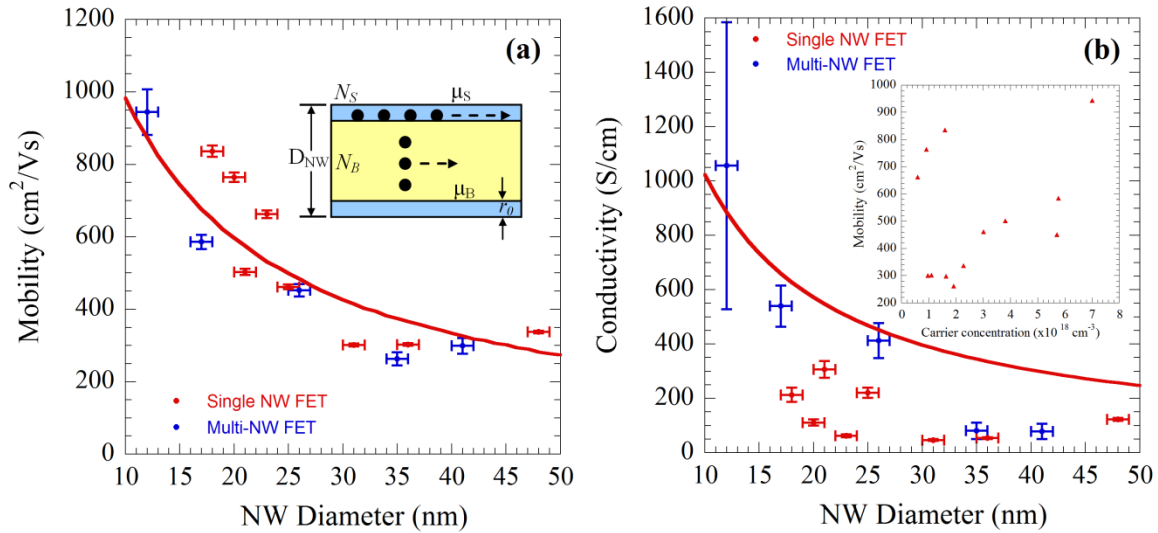 (a)
1200
1000
800
600
400
200
0
Mobility (cm²/Vs)
10 15 20 25 30 35 40 45 50
NW Diameter (nm)
N_S
μ_S
D_NW
N_B
μ_B
r_0
Single NW FET
Multi-NW FET
(b)
1600
1400
1200
1000
800
600
400
200
0
Conductivity (S/cm)
10 15 20 25 30 35 40 45 50
NW Diameter (nm)
Single NW FET
Multi-NW FET
1000
900
800
700
600
500
400
300
200
Mobility (cm²/Vs)
0 1 2 3 4 5 6 7 8
Carrier concentration (x10 ¹⁸ cm⁻³)